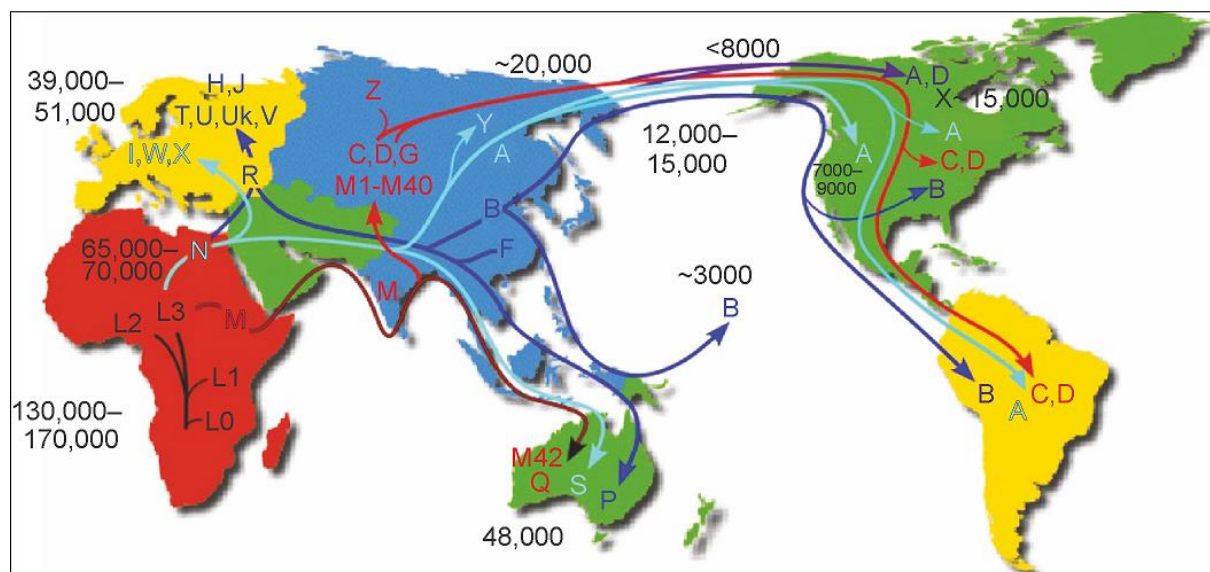 39,000–
51,000
H,J
T,U,Uk,V
I,W,X
R
65,000–
70,000
N
L3
M
L2
L1
L0
130,000–
170,000
Z
C,D,G
M1-M40
M
Y
A
B
F
~20,000
<8000
12,000–
15,000
A,D
X~15,000
A
A
C,D
7000–
9000
B
~3000
B
M42
Q
S
P
48,000
B
A
C,D